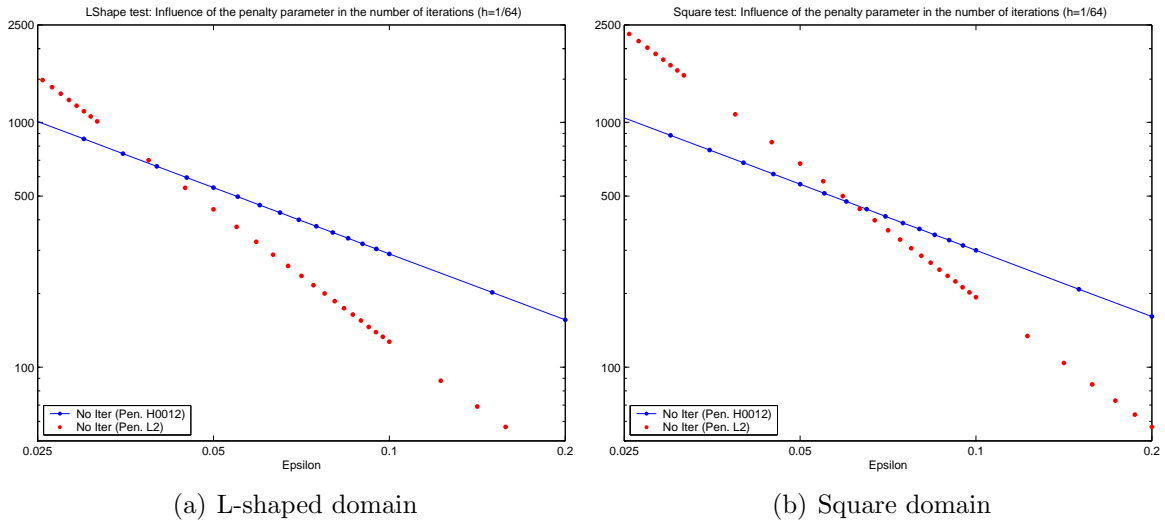 LShape test: Influence of the penalty parameter in the number of iterations (h=1/64)
2500
1000
500
100
0.025
0.05
0.1
0.2
Epsilon
No Iter (Pen. H0012)
No Iter (Pen. L2)
(a) L-shaped domain
Square test: Influence of the penalty parameter in the number of iterations (h=1/64)
2500
1000
500
100
0.025
0.05
0.1
0.2
Epsilon
No Iter (Pen. H0012)
No Iter (Pen. L2)
(b) Square domain